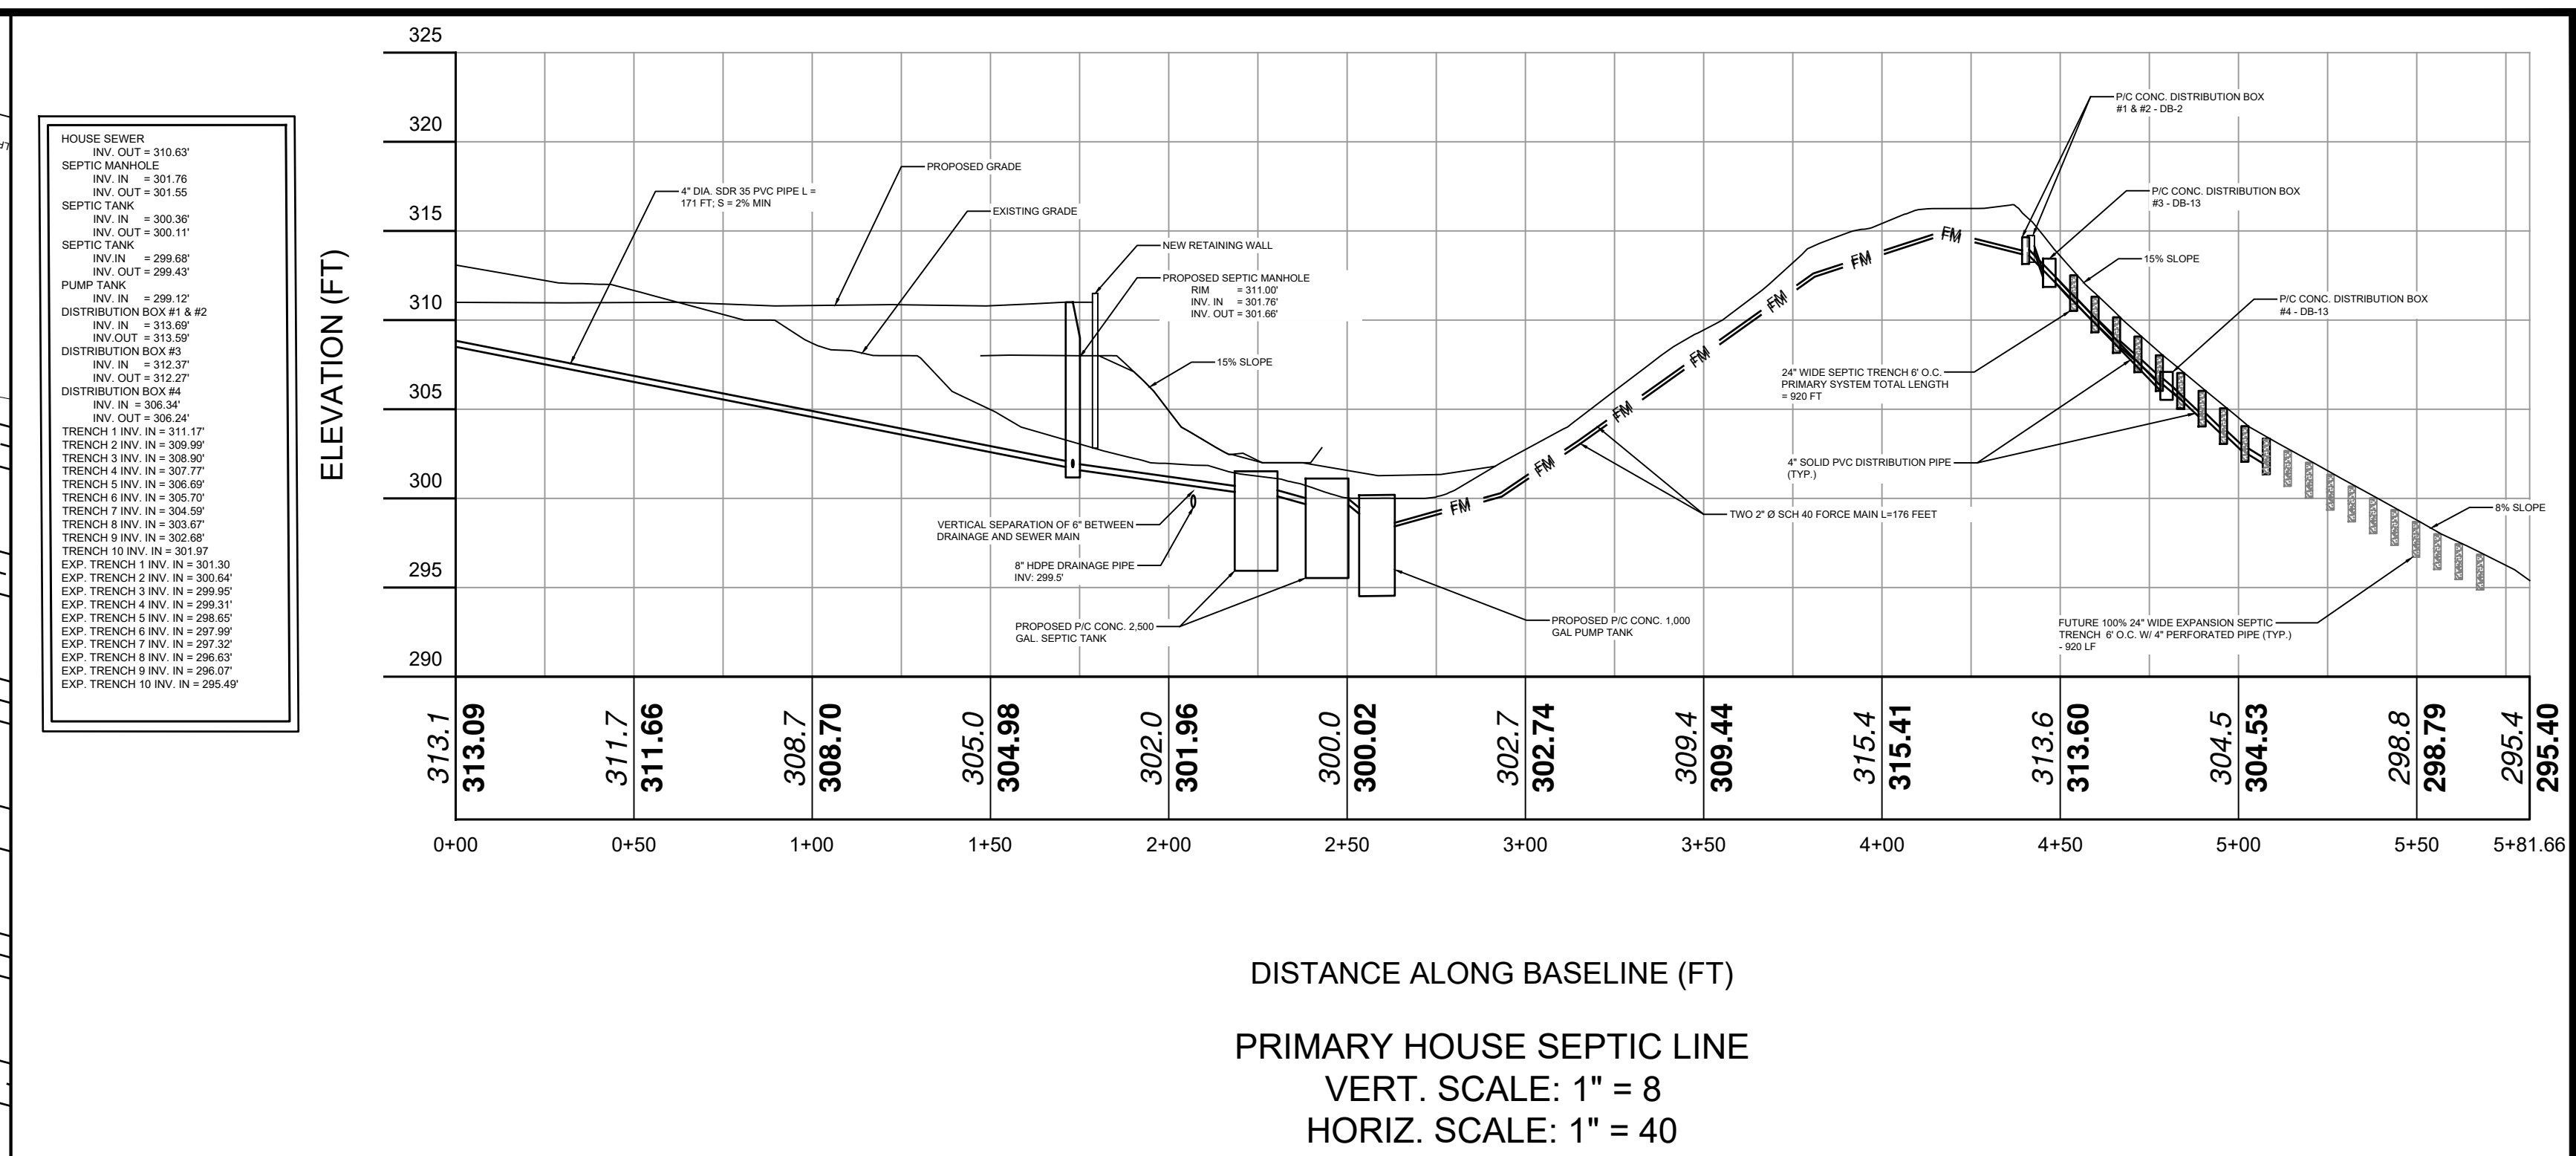 HOUSE SEWER
INV. OUT = 310.63'
SEPTIC MANHOLE
INV. IN = 301.76
INV. OUT = 301.55
SEPTIC TANK
INV. IN = 300.36'
INV. OUT = 300.11'
SEPTIC TANK
INV.IN = 299.68'
INV. OUT = 299.43'
PUMP TANK
INV. IN = 299.12'
DISTRIBUTION BOX #1 & #2
INV. IN = 313.69'
INV.OUT = 313.59'
DISTRIBUTION BOX #3
INV. IN = 312.37'
INV. OUT = 312.27'
DISTRIBUTION BOX #4
INV. IN = 306.34'
INV. OUT = 306.24'
TRENCH 1 INV. IN = 311.17'
TRENCH 2 INV. IN = 309.99'
TRENCH 3 INV. IN = 308.90'
TRENCH 4 INV. IN = 307.77'
TRENCH 5 INV. IN = 306.69'
TRENCH 6 INV. IN = 305.70'
TRENCH 7 INV. IN = 304.59'
TRENCH 8 INV. IN = 303.67'
TRENCH 9 INV. IN = 302.68'
TRENCH 10 INV. IN = 301.97
EXP. TRENCH 1 INV. IN = 301.30
EXP. TRENCH 2 INV. IN = 300.64'
EXP. TRENCH 3 INV. IN = 299.95'
EXP. TRENCH 4 INV. IN = 299.31'
EXP. TRENCH 5 INV. IN = 298.65'
EXP. TRENCH 6 INV. IN = 297.99'
EXP. TRENCH 7 INV. IN = 297.32'
EXP. TRENCH 8 INV. IN = 296.63'
EXP. TRENCH 9 INV. IN = 296.07'
EXP. TRENCH 10 INV. IN = 295.49'
ELEVATION (FT)
325
320
315
310
305
300
295
290
4" DIA. SDR 35 PVC PIPE L =
171 FT; S = 2% MIN
PROPOSED GRADE
EXISTING GRADE
NEW RETAINING WALL
PROPOSED SEPTIC MANHOLE
RIM = 311.00'
INV. IN = 301.76'
INV. OUT = 301.66'
15% SLOPE
VERTICAL SEPARATION OF 6" BETWEEN
DRAINAGE AND SEWER MAIN
8" HDPE DRAINAGE PIPE
INV: 299.5'
PROPOSED P/C CONC. 2,500
GAL. SEPTIC TANK
PROPOSED P/C CONC. 1,000
GAL PUMP TANK
FM
FM
FM
FM
FM
FM
FM
TWO 2" Ø SCH 40 FORCE MAIN L=176 FEET
P/C CONC. DISTRIBUTION BOX
#1 & #2 - DB-2
P/C CONC. DISTRIBUTION BOX
#3 - DB-13
15% SLOPE
P/C CONC. DISTRIBUTION BOX
#4 - DB-13
24" WIDE SEPTIC TRENCH 6' O.C.
PRIMARY SYSTEM TOTAL LENGTH
= 920 FT
4" SOLID PVC DISTRIBUTION PIPE
(TYP.)
8% SLOPE
FUTURE 100% 24" WIDE EXPANSION SEPTIC
TRENCH 6' O.C. W/ 4" PERFORATED PIPE (TYP.)
- 920 LF
313.1
313.09
311.7
311.66
308.7
308.70
305.0
304.98
302.0
301.96
300.0
300.02
302.7
302.74
309.4
309.44
315.4
315.41
313.6
313.60
304.5
304.53
298.8
298.79
295.4
295.40
0+00
0+50
1+00
1+50
2+00
2+50
3+00
3+50
4+00
4+50
5+00
5+50
5+81.66
DISTANCE ALONG BASELINE (FT)
PRIMARY HOUSE SEPTIC LINE
VERT. SCALE: 1" = 8
HORIZ. SCALE: 1" = 40